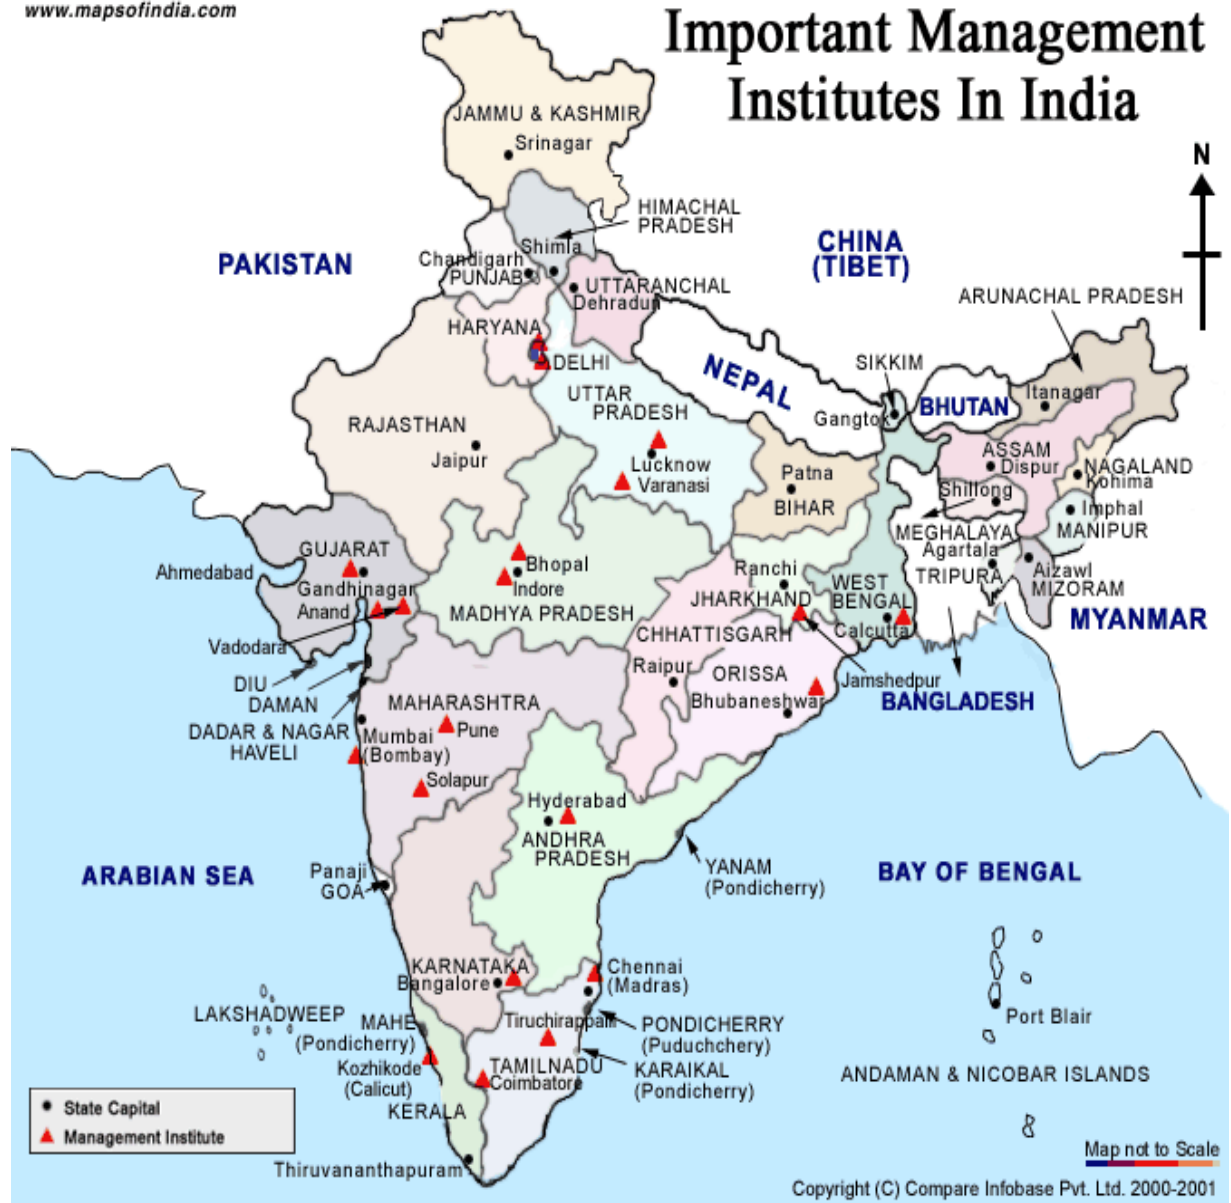 www.mapsofindia.com
Important Management
Institutes In India
N
JAMMU & KASHMIR
Srinagar
HIMACHAL
PRADESH
PAKISTAN
CHINA
(TIBET)
Shimla
Chandigarh
PUNJAB
UTTARANCHAL
Dehradun
ARUNACHAL PRADESH
HARYANA
DELHI
NEPAL
SIKKIM
BHUTAN
Itanagar
UTTAR
PRADESH
Gangtok
RAJASTHAN
Jaipur
Lucknow
Varanasi
Patna
BIHAR
ASSAM
Dispur
NAGALAND
Kohima
Shillong
Imphal
MANIPUR
MEGHALAYA
Agartala
TRIPURA
Aizawl
MIZORAM
GUJARAT
Ahmedabad
Gandhinagar
Anand
Vadodara
Bhopal
Indore
MADHYA PRADESH
Ranchi
JHARKHAND
WEST
BENGAL
Calcutta
MYANMAR
CHHATTISGARH
Raipur
ORISSA
Bhubaneshwar
Jamshedpur
BANGLADESH
DIU
DAMAN
DADAR & NAGAR
HAVELI
MAHARASHTRA
Mumbai
(Bombay)
Pune
Solapur
Hyderabad
ANDHRA
PRADESH
YANAM
(Pondicherry)
ARABIAN SEA
Panaji
GOA
BAY OF BENGAL
KARNATAKA
Bangalore
Chennai
(Madras)
LAKSHADWEEP
MAHE
(Pondicherry)
Tiruchirappalli
PONDICHERRY
(Puduchchery)
Port Blair
Kozhikode
(Calicut)
TAMILNADU
Coimbatore
KARAIKAL
(Pondicherry)
ANDAMAN & NICOBAR ISLANDS
KERALA
Thiruvananthapuram
State Capital
Management Institute
Map not to Scale
Copyright (C) Compare Infobase Pvt. Ltd. 2000-2001